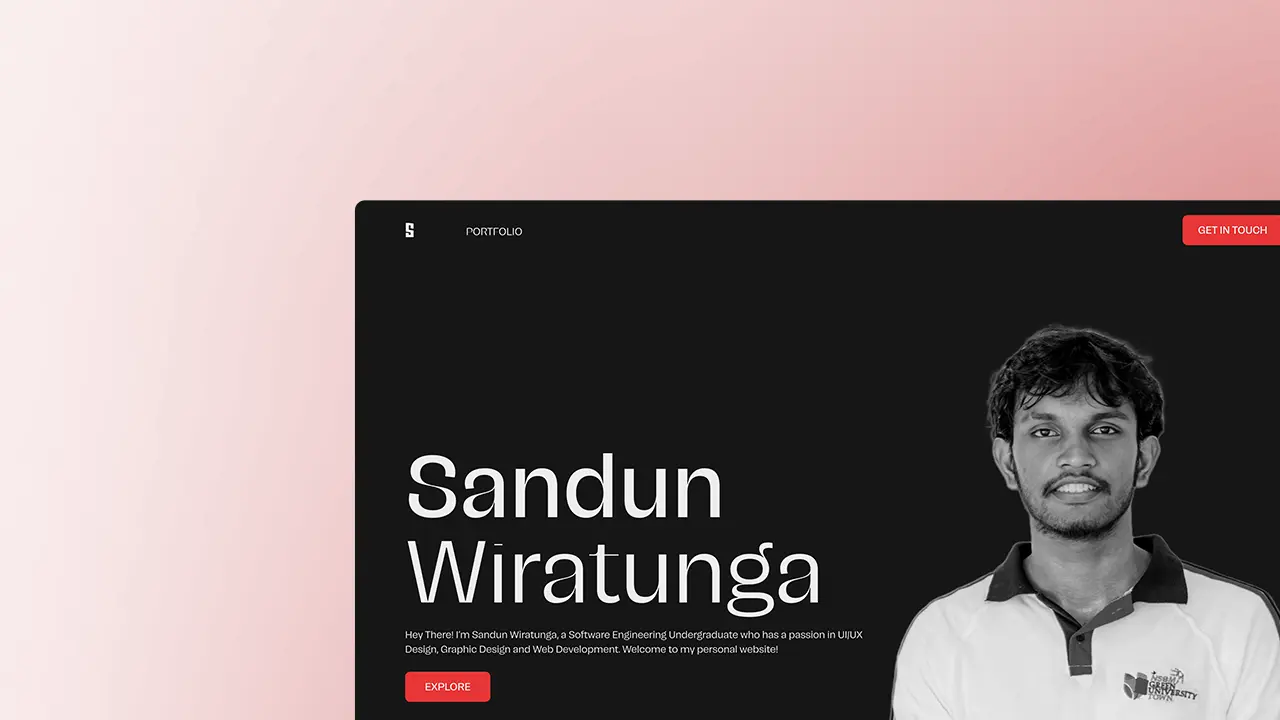 S
PORTFOLIO
GET IN TOUCH
Sandun
Wiratunga
Hey There! I'm Sandun Wiratunga, a Software Engineering Undergraduate who has a passion in UI/UX
Design, Graphic Design and Web Development. Welcome to my personal website!
EXPLORE
NSBM
GREEN
UNIVERSITY
TOWN